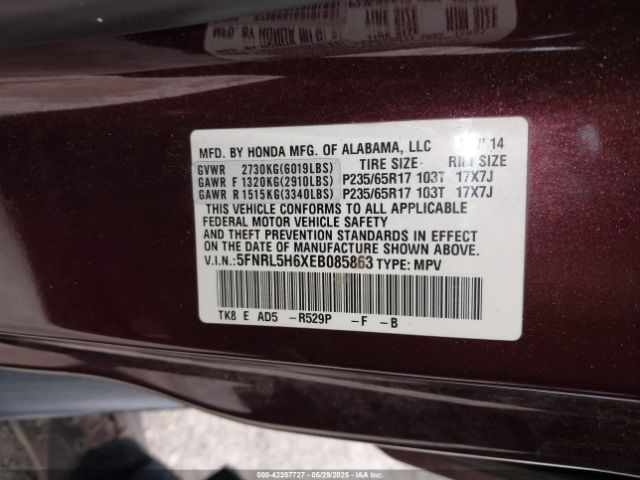 MFD. BY HONDA MFG. OF ALABAMA, LLC /14
TIRE SIZE RIM SIZE
GVWR 2730KG(6019LBS)
GAWR F 1320KG(2910LBS) P235/65R17 103T 17X7J
GAWR R 1515KG(3340LBS) P235/65R17 103T 17X7J
THIS VEHICLE CONFORMS TO ALL APPLICABLE
FEDERAL MOTOR VEHICLE SAFETY
AND THEFT PREVENTION STANDARDS IN EFFECT
ON THE DATE OF MANUFACTURE SHOWN ABOVE.
V.I.N.:5FNRL5H6XEB085863 TYPE: MPV
TK8 E AD5 -R529P -F -B
000-42357727 - 05/29/2025 - IAA Inc.